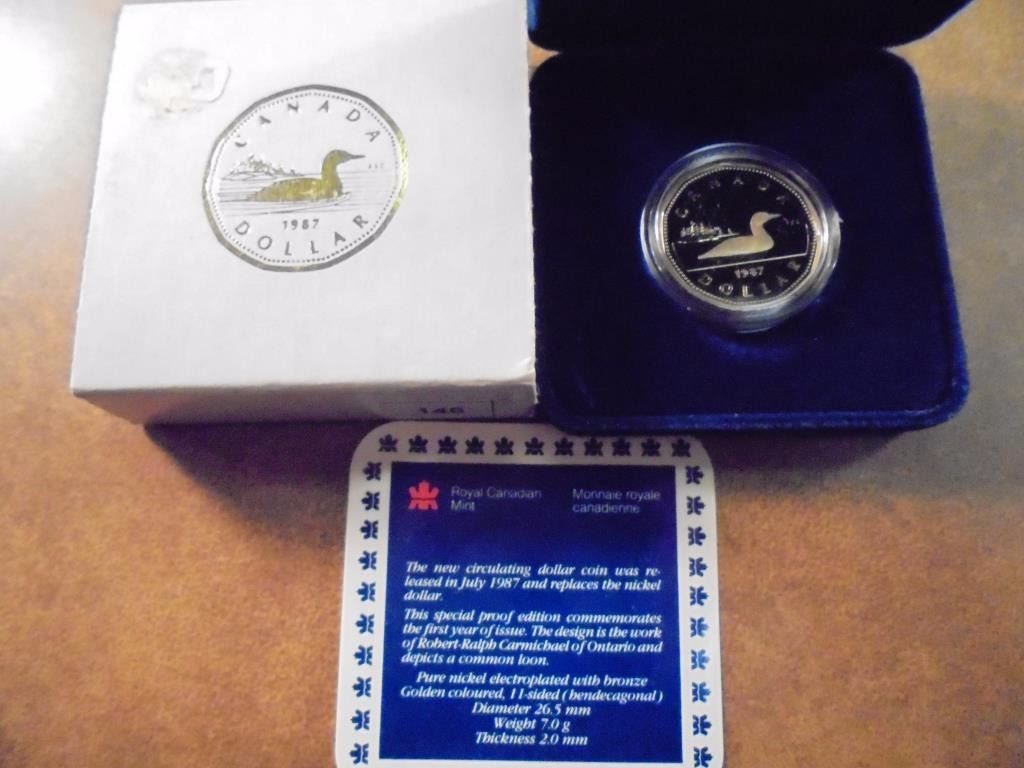 CANADA
1987
DOLLAR
CANADA
1987
DOLLAR
146
Royal Canadian
Mint
Monnaie royale
canadienne
The new circulating dollar coin was re-
leased in July 1987 and replaces the nickel
dollar.
This special proof edition commemorates
the first year of issue. The design is the work
of Robert-Ralph Carmichael of Ontario and
depicts a common loon.
Pure nickel electroplated with bronze
Golden coloured, 11-sided (hendecagonal)
Diameter 26.5 mm
Weight 7.0 g
Thickness 2.0 mm